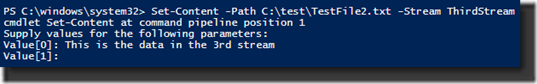 PS C:\windows\system32> Set-Content -Path C:\test\TestFile2.txt -Stream ThirdStream
cmdlet Set-Content at command pipeline position 1
Supply values for the following parameters:
Value[0]: This is the data in the 3rd stream
Value[1]: